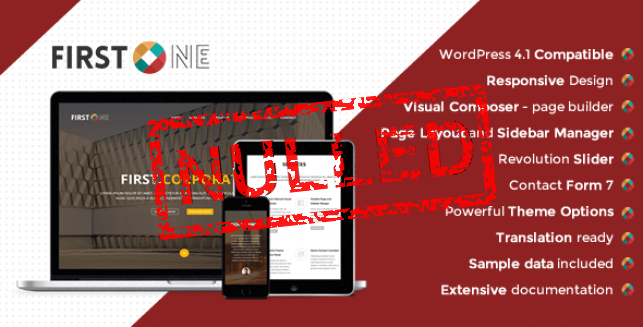 FIRST ONE
WordPress 4.1 Compatible
Responsive Design
Visual Composer - page builder
Page Layout and Sidebar Manager
Revolution Slider
Contact Form 7
Powerful Theme Options
Translation ready
Sample data included
Extensive documentation
NULLED
FIRST ONE
FIRST CORPORAT